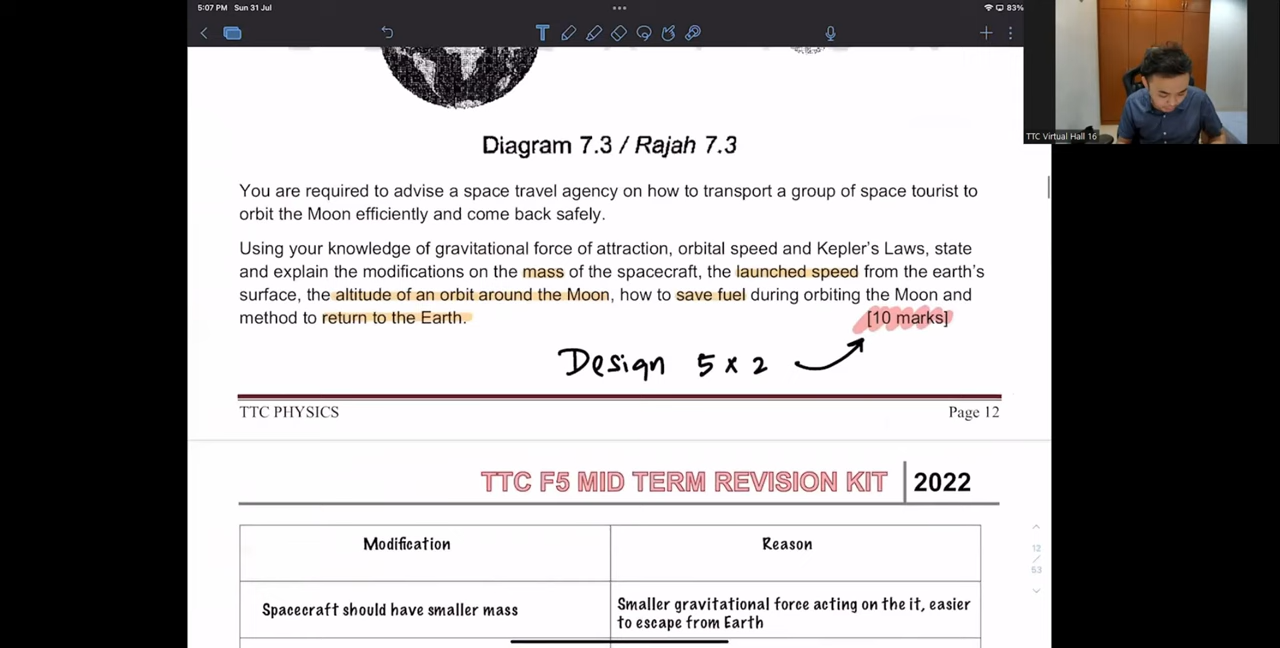 5:07 PM Sun 31 Jul
83%
T
TTC Virtual Hall 16
Diagram 7.3 / Rajah 7.3
You are required to advise a space travel agency on how to transport a group of space tourist to
orbit the Moon efficiently and come back safely.
Using your knowledge of gravitational force of attraction, orbital speed and Kepler's Laws, state
and explain the modifications on the mass of the spacecraft, the launched speed from the earth's
surface, the altitude of an orbit around the Moon, how to save fuel during orbiting the Moon and
method to return to the Earth.
[10 marks]
Design 5 x 2
TTC PHYSICS
Page 12
TTC F5 MID TERM REVISION KIT 2022
Modification
Reason
Spacecraft should have smaller mass
Smaller gravitational force acting on the it, easier
to escape from Earth
12
/
53